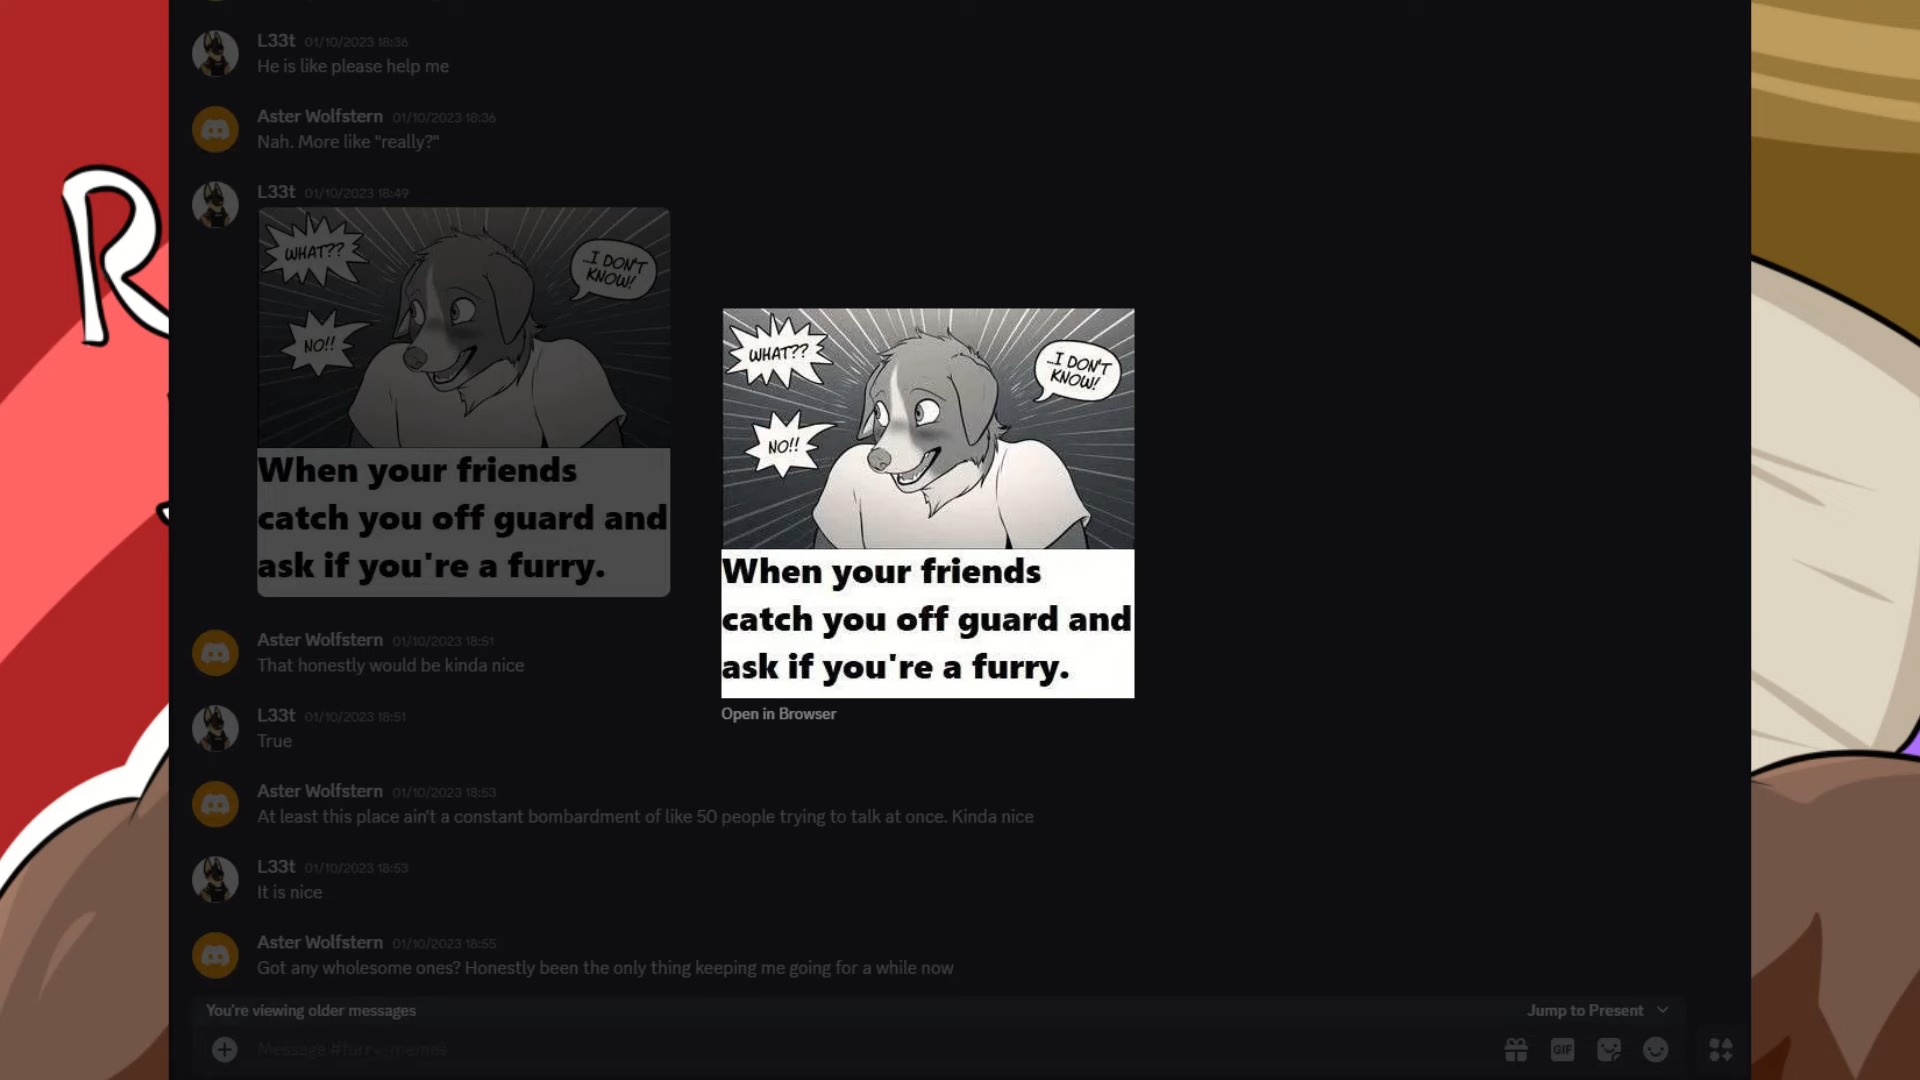 L33t 01/10/2023 18:36
He is like please help me
Aster Wolfstern 01/10/2023 18:36
Nah. More like "really?"
L33t 01/10/2023 18:49
WHAT??
...I DON'T
KNOW!
NO!!
When your friends
catch you off guard and
ask if you're a furry.
WHAT??
...I DON'T
KNOW!
NO!!
When your friends
catch you off guard and
ask if you're a furry.
Open in Browser
Aster Wolfstern 01/10/2023 18:51
That honestly would be kinda nice
L33t 01/10/2023 18:51
True
Aster Wolfstern 01/10/2023 18:53
At least this place ain't a constant bombardment of like 50 people trying to talk at once. Kinda nice
L33t 01/10/2023 18:53
It is nice
Aster Wolfstern 01/10/2023 18:55
Got any wholesome ones? Honestly been the only thing keeping me going for a while now
You're viewing older messages
Jump to Present
Message #furry_memes
GIF
R